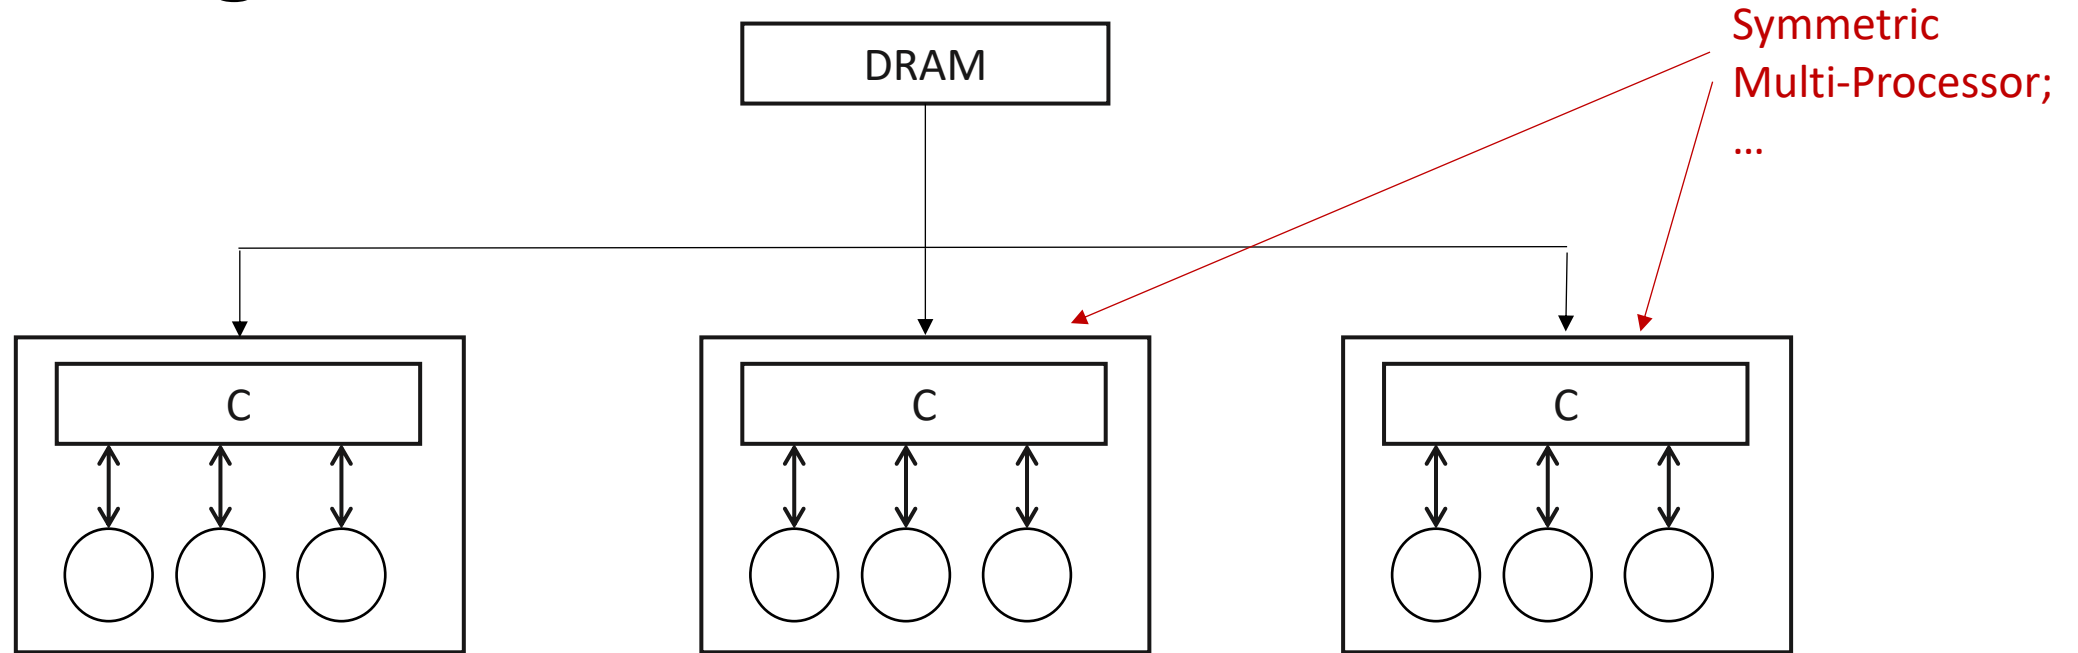 DRAM
Symmetric
Multi-Processor;
...
C
C
C